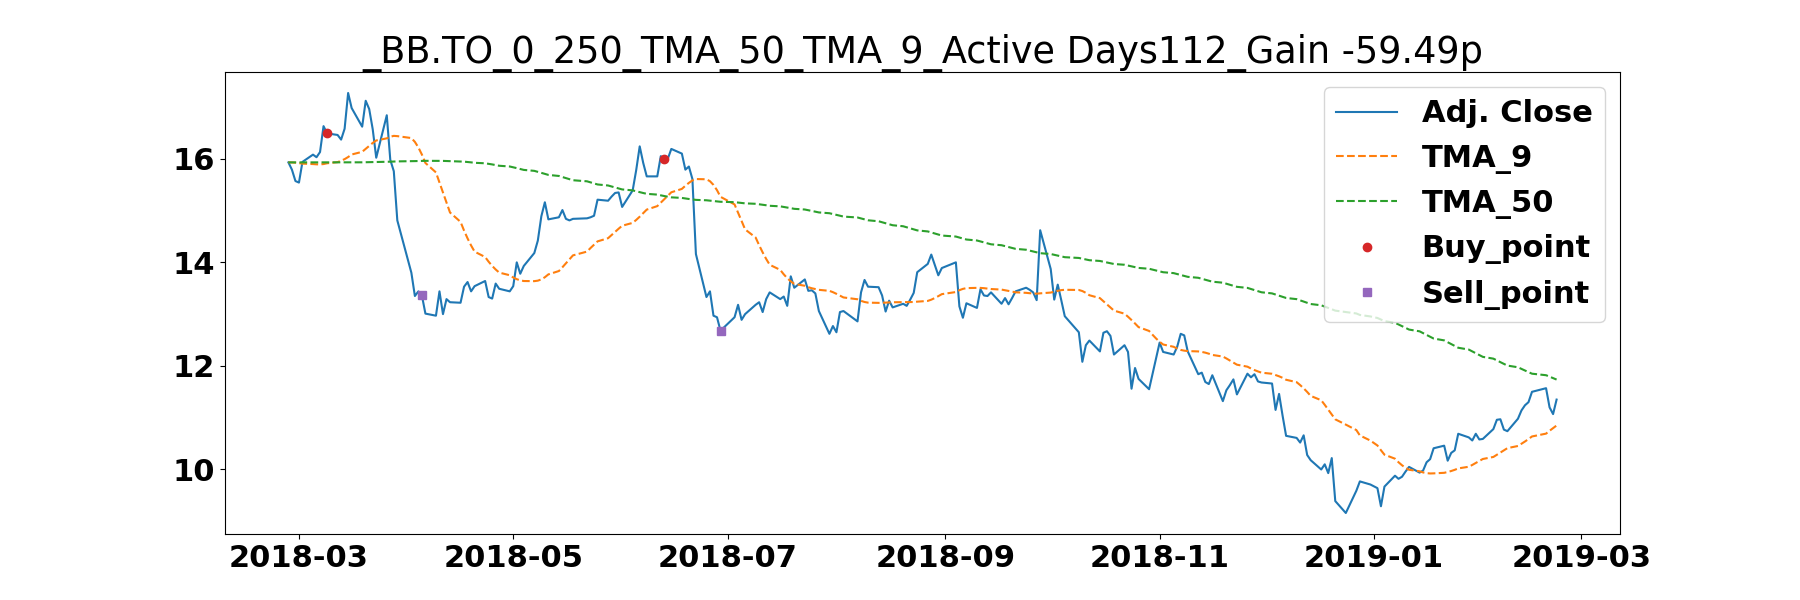 _BB.TO_0_250_TMA_50_TMA_9_Active Days112_Gain -59.49p
Adj. Close
TMA_9
TMA_50
Buy_point
Sell_point
16
14
12
10
2018-03 2018-05 2018-07 2018-09 2018-11 2019-01 2019-03